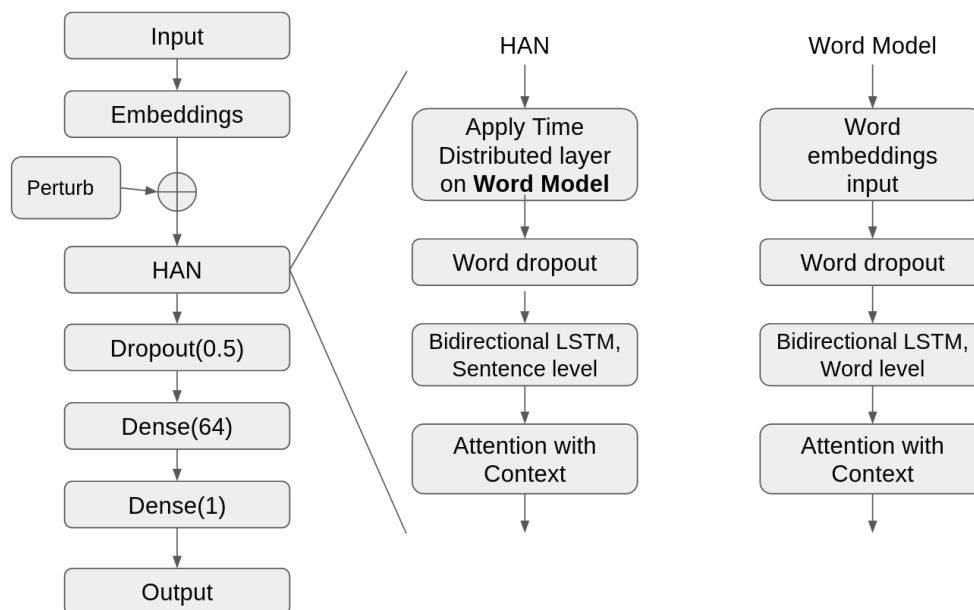 Input
Embeddings
Perturb
HAN
Dropout(0.5)
Dense(64)
Dense(1)
Output
HAN
Apply Time
Distributed layer
on Word Model
Word dropout
Bidirectional LSTM,
Sentence level
Attention with
Context
Word Model
Word
embeddings
input
Word dropout
Bidirectional LSTM,
Word level
Attention with
Context